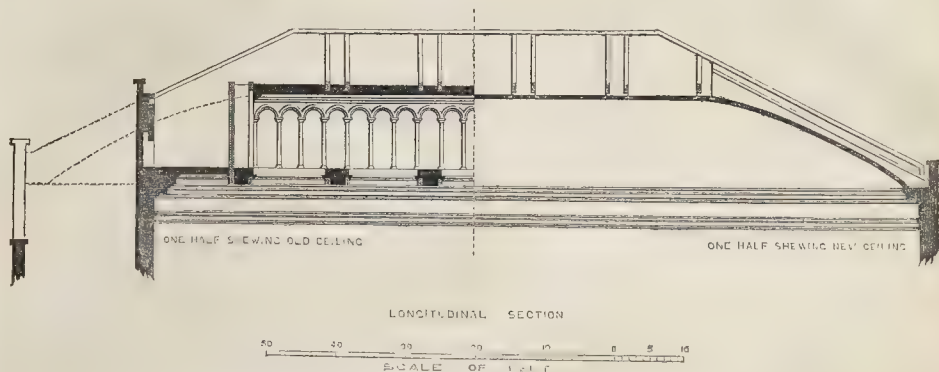 ONE HALF SHEWING OLD CEILING
ONE HALF SHEWING NEW CEILING
LONGITUDINAL SECTION
50 40 30 20 10 0 5 10
SCALE OF FEET